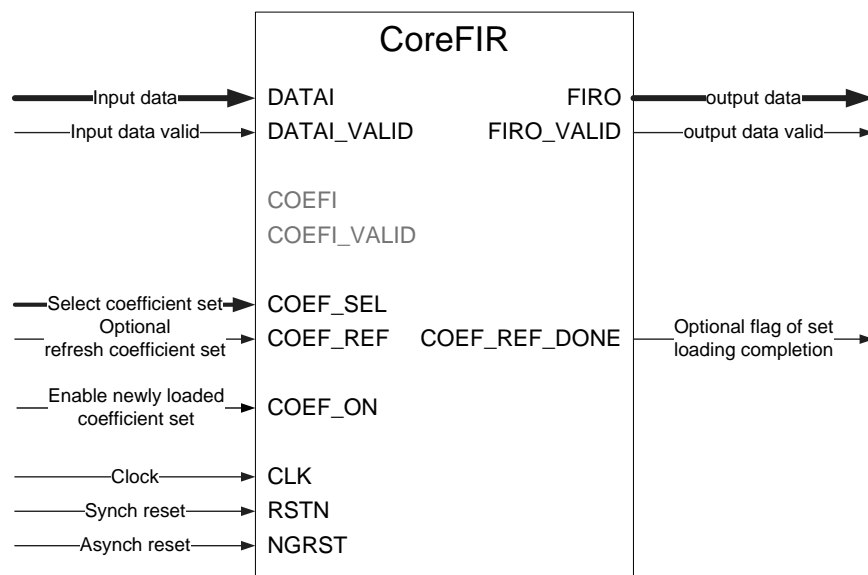 CoreFIR
Input data DATAI FIRO output data
Input data valid DATAI_VALID FIRO_VALID output data valid
COEFI
COEFI_VALID
Select coefficient set COEF_SEL
Optional
refresh coefficient set COEF_REF COEF_REF_DONE Optional flag of set
loading completion
Enable newly loaded
coefficient set COEF_ON
Clock CLK
Synch reset RSTN
Asynch reset NGRST